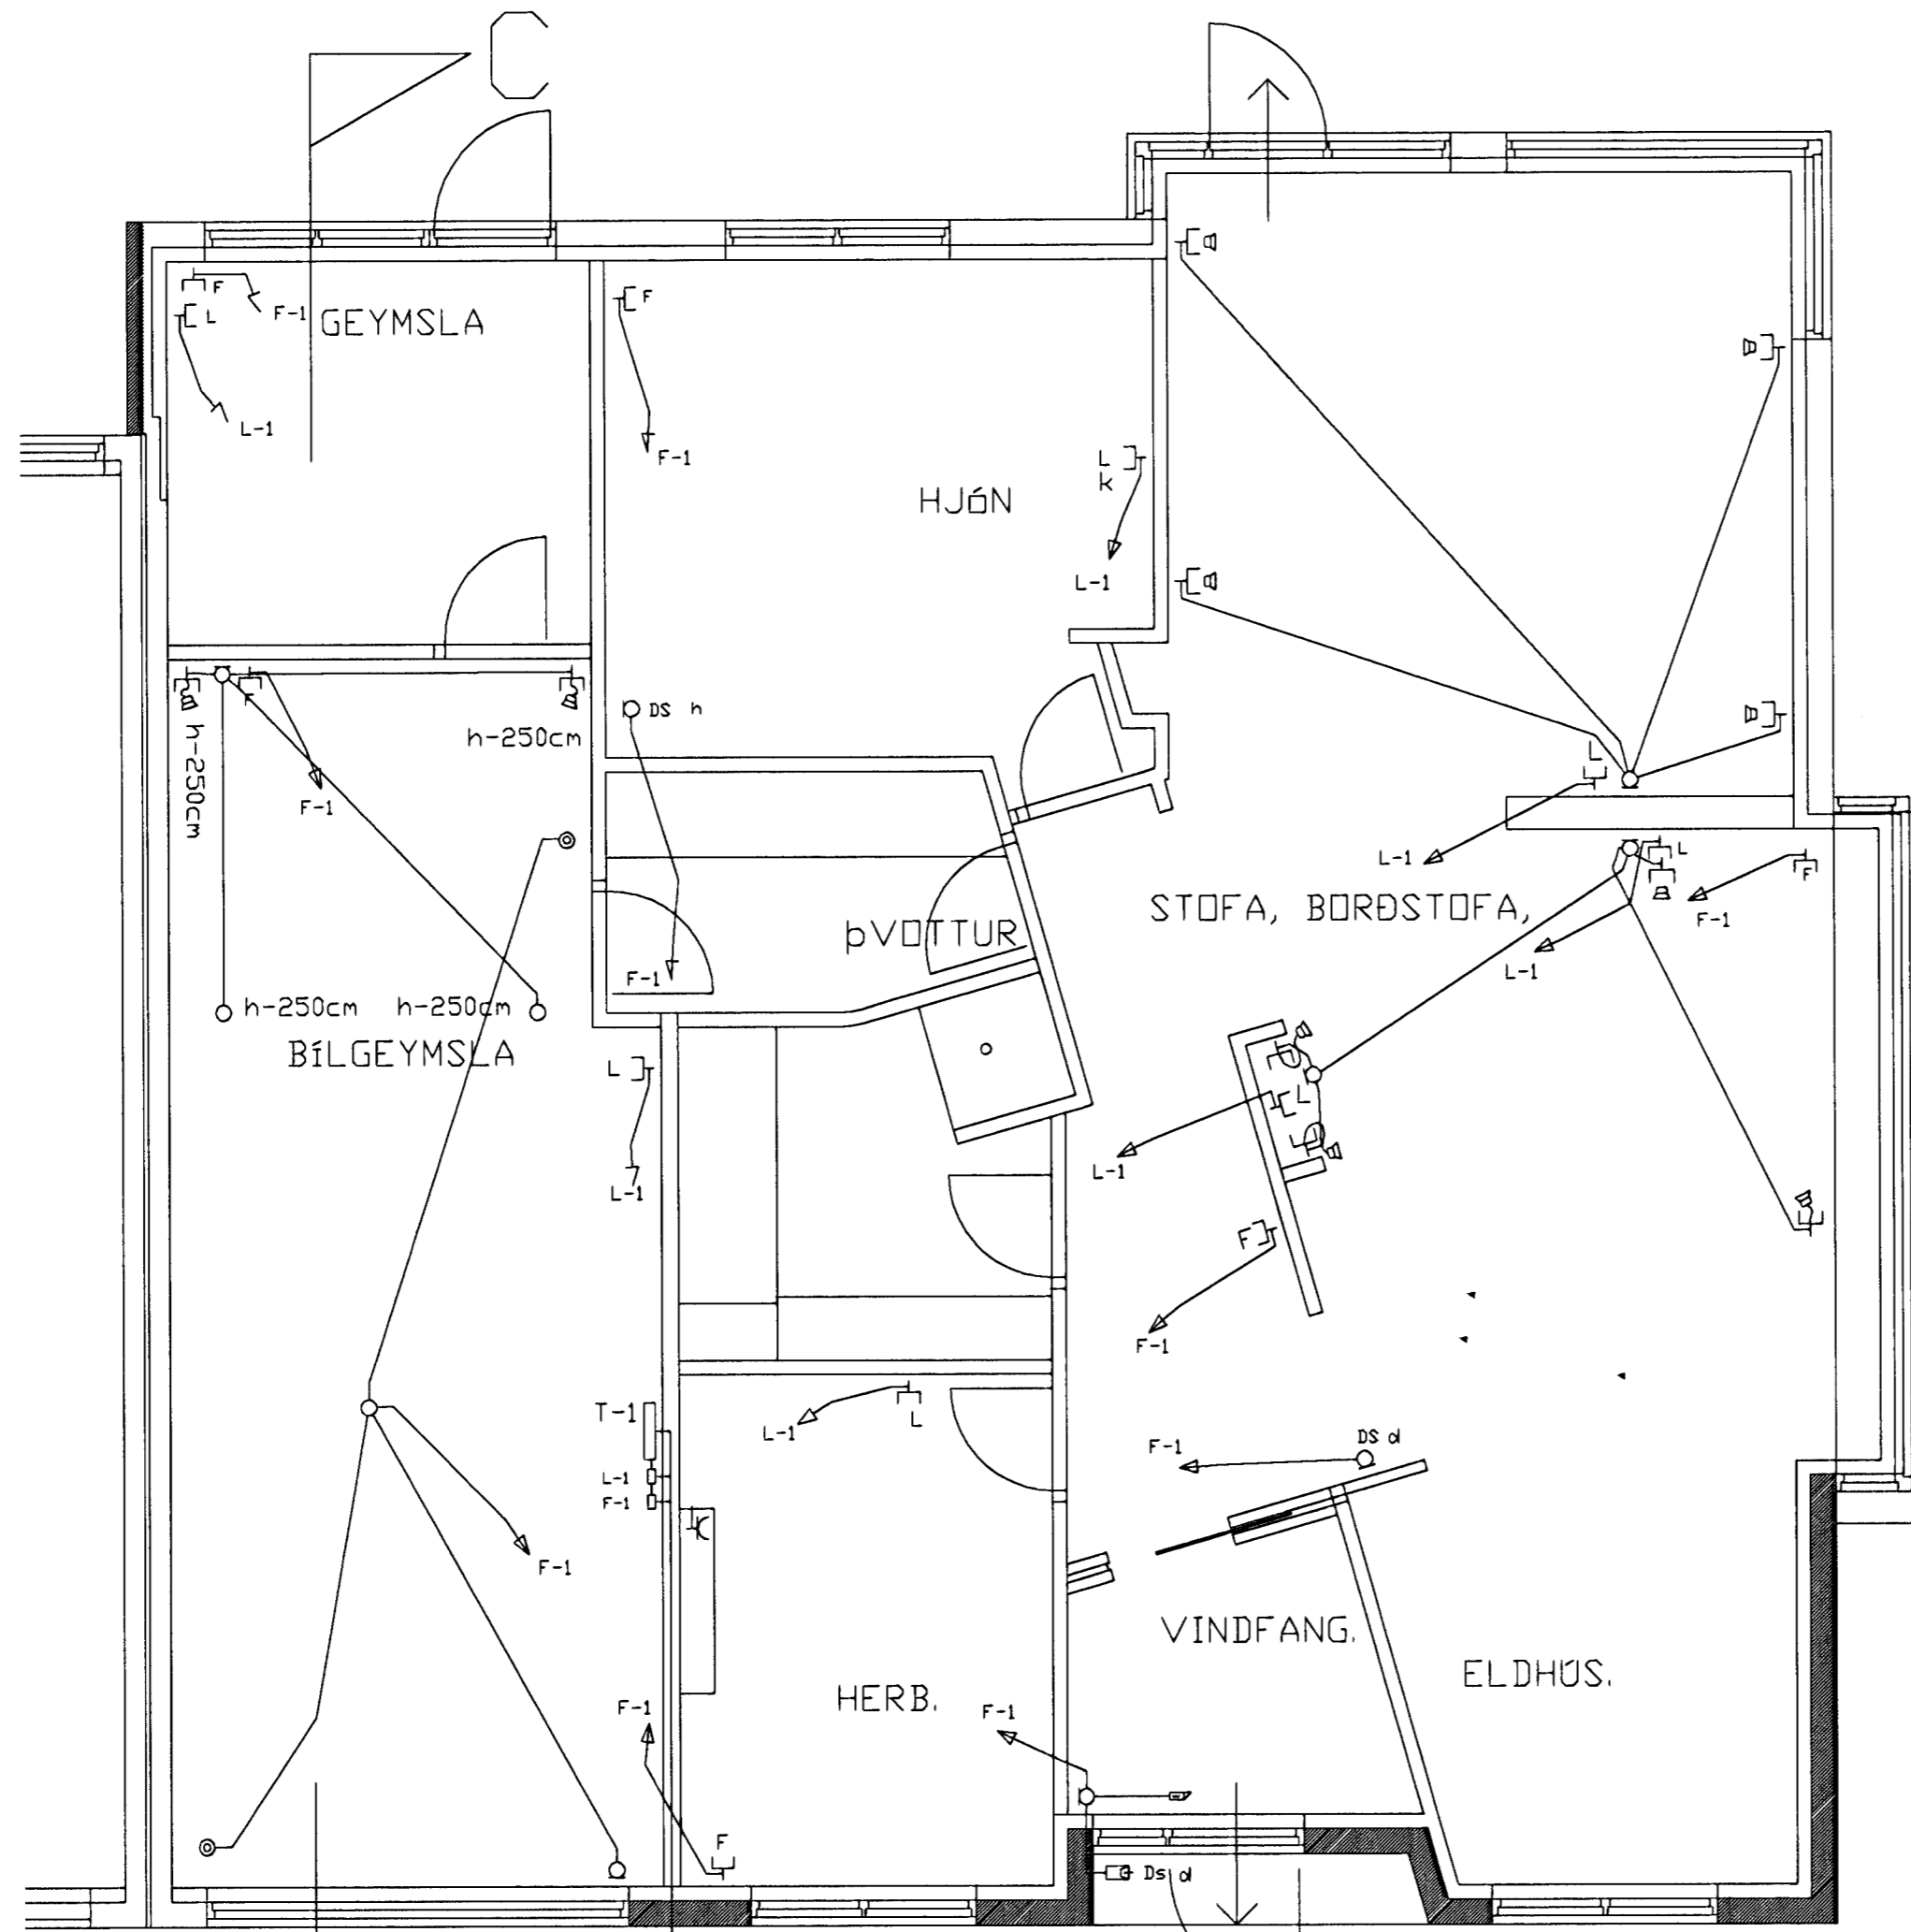 C
F
F-1
GEYMSLA
L
L-1
F
F-1
HJóN
L
k
L-1
h-250cm
F
F-1
h-250cm
DS h
F-1
L
L-1
L
F
F-1
L-1
STOFA, BORÐSTOFA,
þVOTTUR
h-250cm
h-250cm
BíLGEYMSLA
L
L-1
L
L-1
F
F-1
T-1
L-1
F-1
L
L-1
DS d
F-1
F-1
VINDFANG.
ELDHÚS.
HERB.
F-1
F
F-1
Ds d